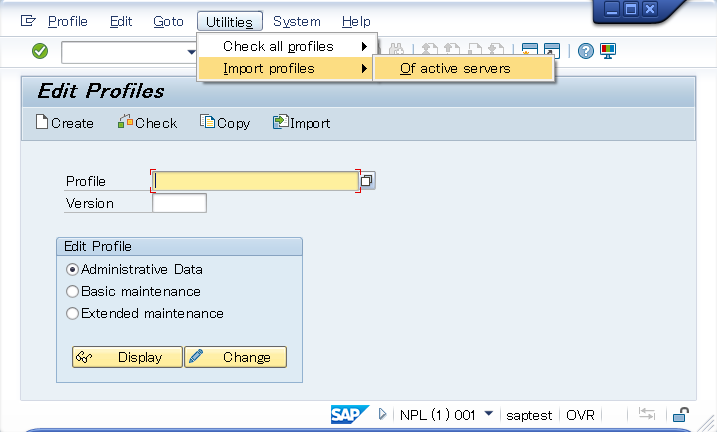 Profile Edit Goto Utilities System Help
Check all profiles
Import profiles Of active servers
Edit Profiles
Create Check Copy Import
Profile
Version
Edit Profile
Administrative Data
Basic maintenance
Extended maintenance
Display Change
SAP NPL (1) 001 saptest OVR